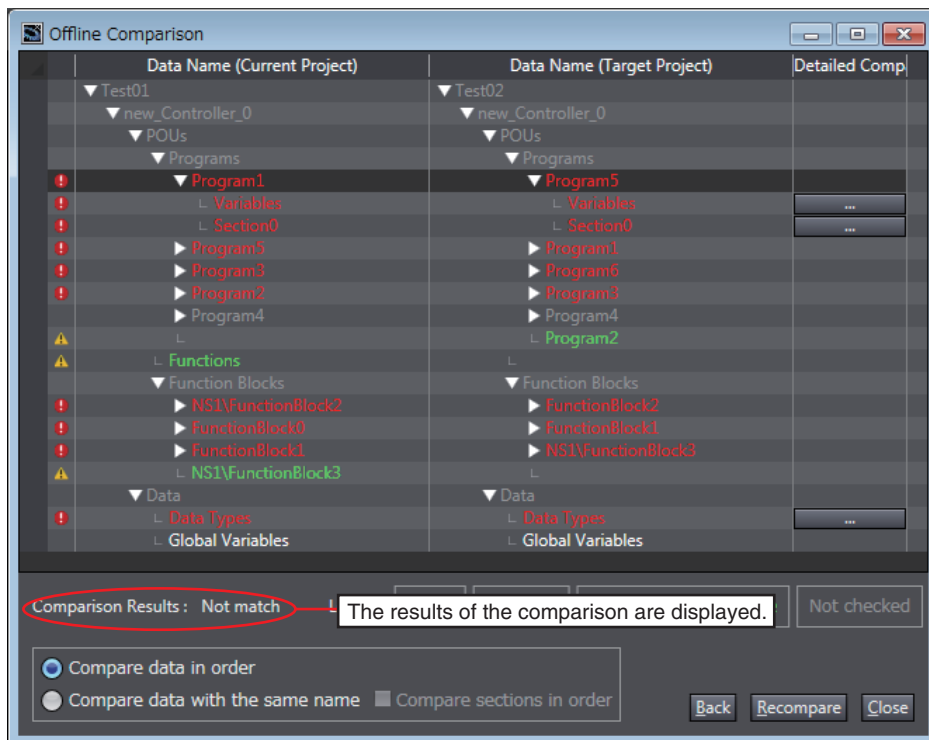 Offline Comparison
Data Name (Current Project) Data Name (Target Project) Detailed Comp
Test01 Test02
new_Controller_0 new_Controller_0
POUs POUs
Programs Programs
Program1 Program5
Variables Variables ...
Section0 Section0 ...
Program5 Program1
Program3 Program6
Program2 Program3
Program4 Program4
Program2
Functions
Function Blocks Function Blocks
NS1\FunctionBlock2 FunctionBlock2
FunctionBlock0 FunctionBlock1
FunctionBlock1 NS1\FunctionBlock3
NS1\FunctionBlock3
Data Data
Data Types Data Types ...
Global Variables Global Variables
Comparison Results : Not match The results of the comparison are displayed. Not checked
Compare data in order
Compare data with the same name Compare sections in order
Back Recompare Close